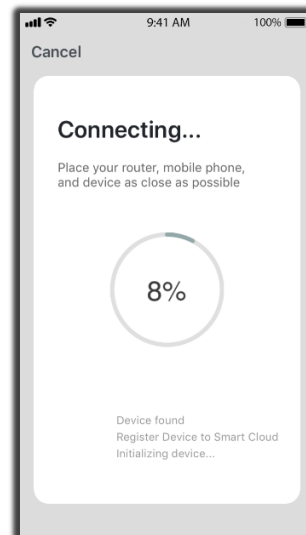 9:41 AM
100%
Cancel
Connecting...
Place your router, mobile phone,
and device as close as possible
8%
Device found
Register Device to Smart Cloud
Initializing device...